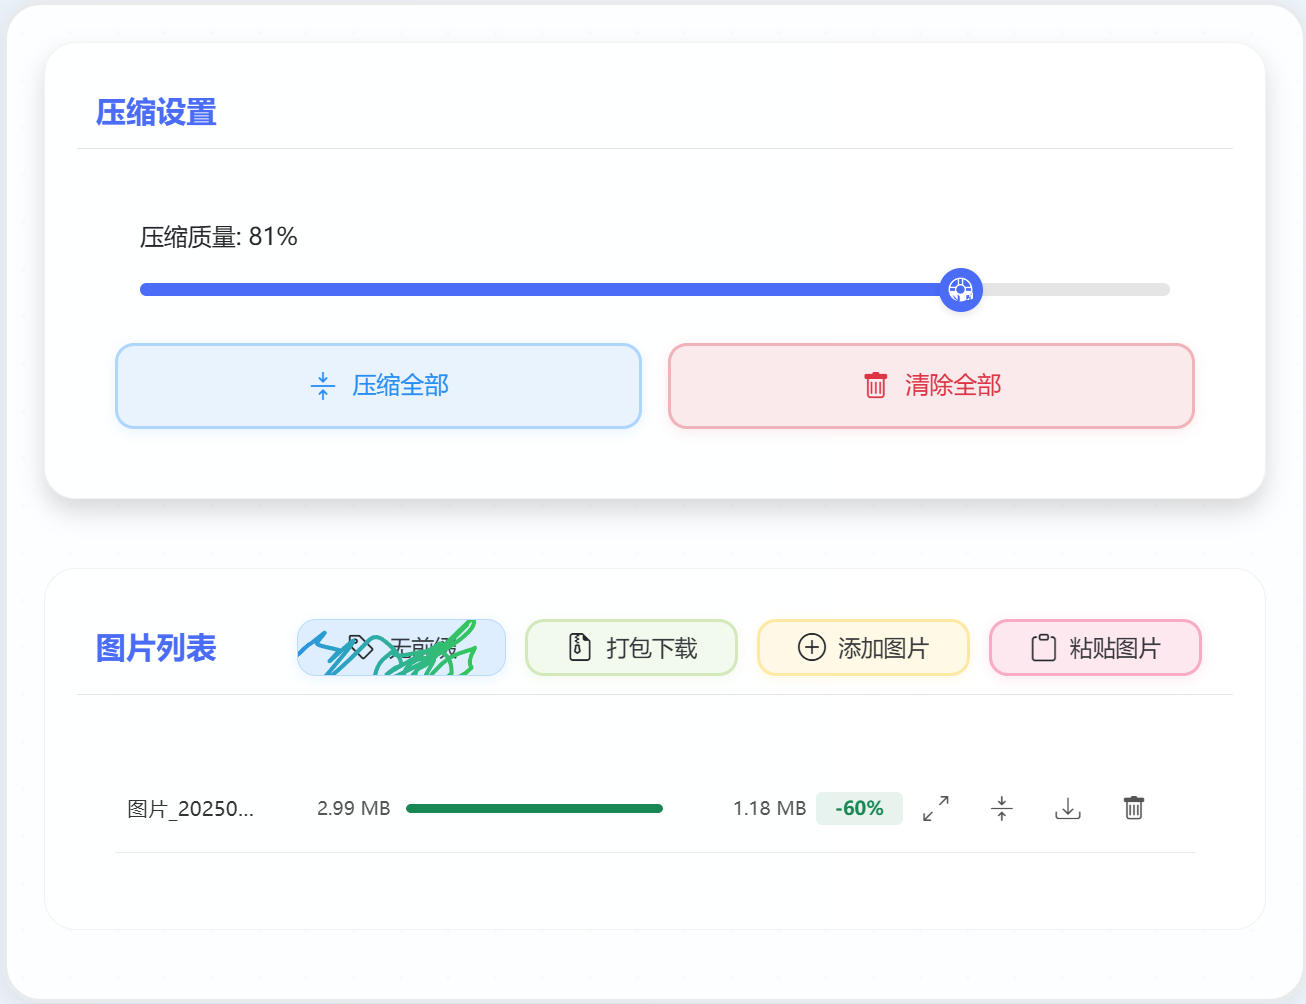 压缩设置
压缩质量: 81%
压缩全部
清除全部
图片列表
无前缀
打包下载
添加图片
粘贴图片
图片_20250...
2.99 MB
1.18 MB
-60%